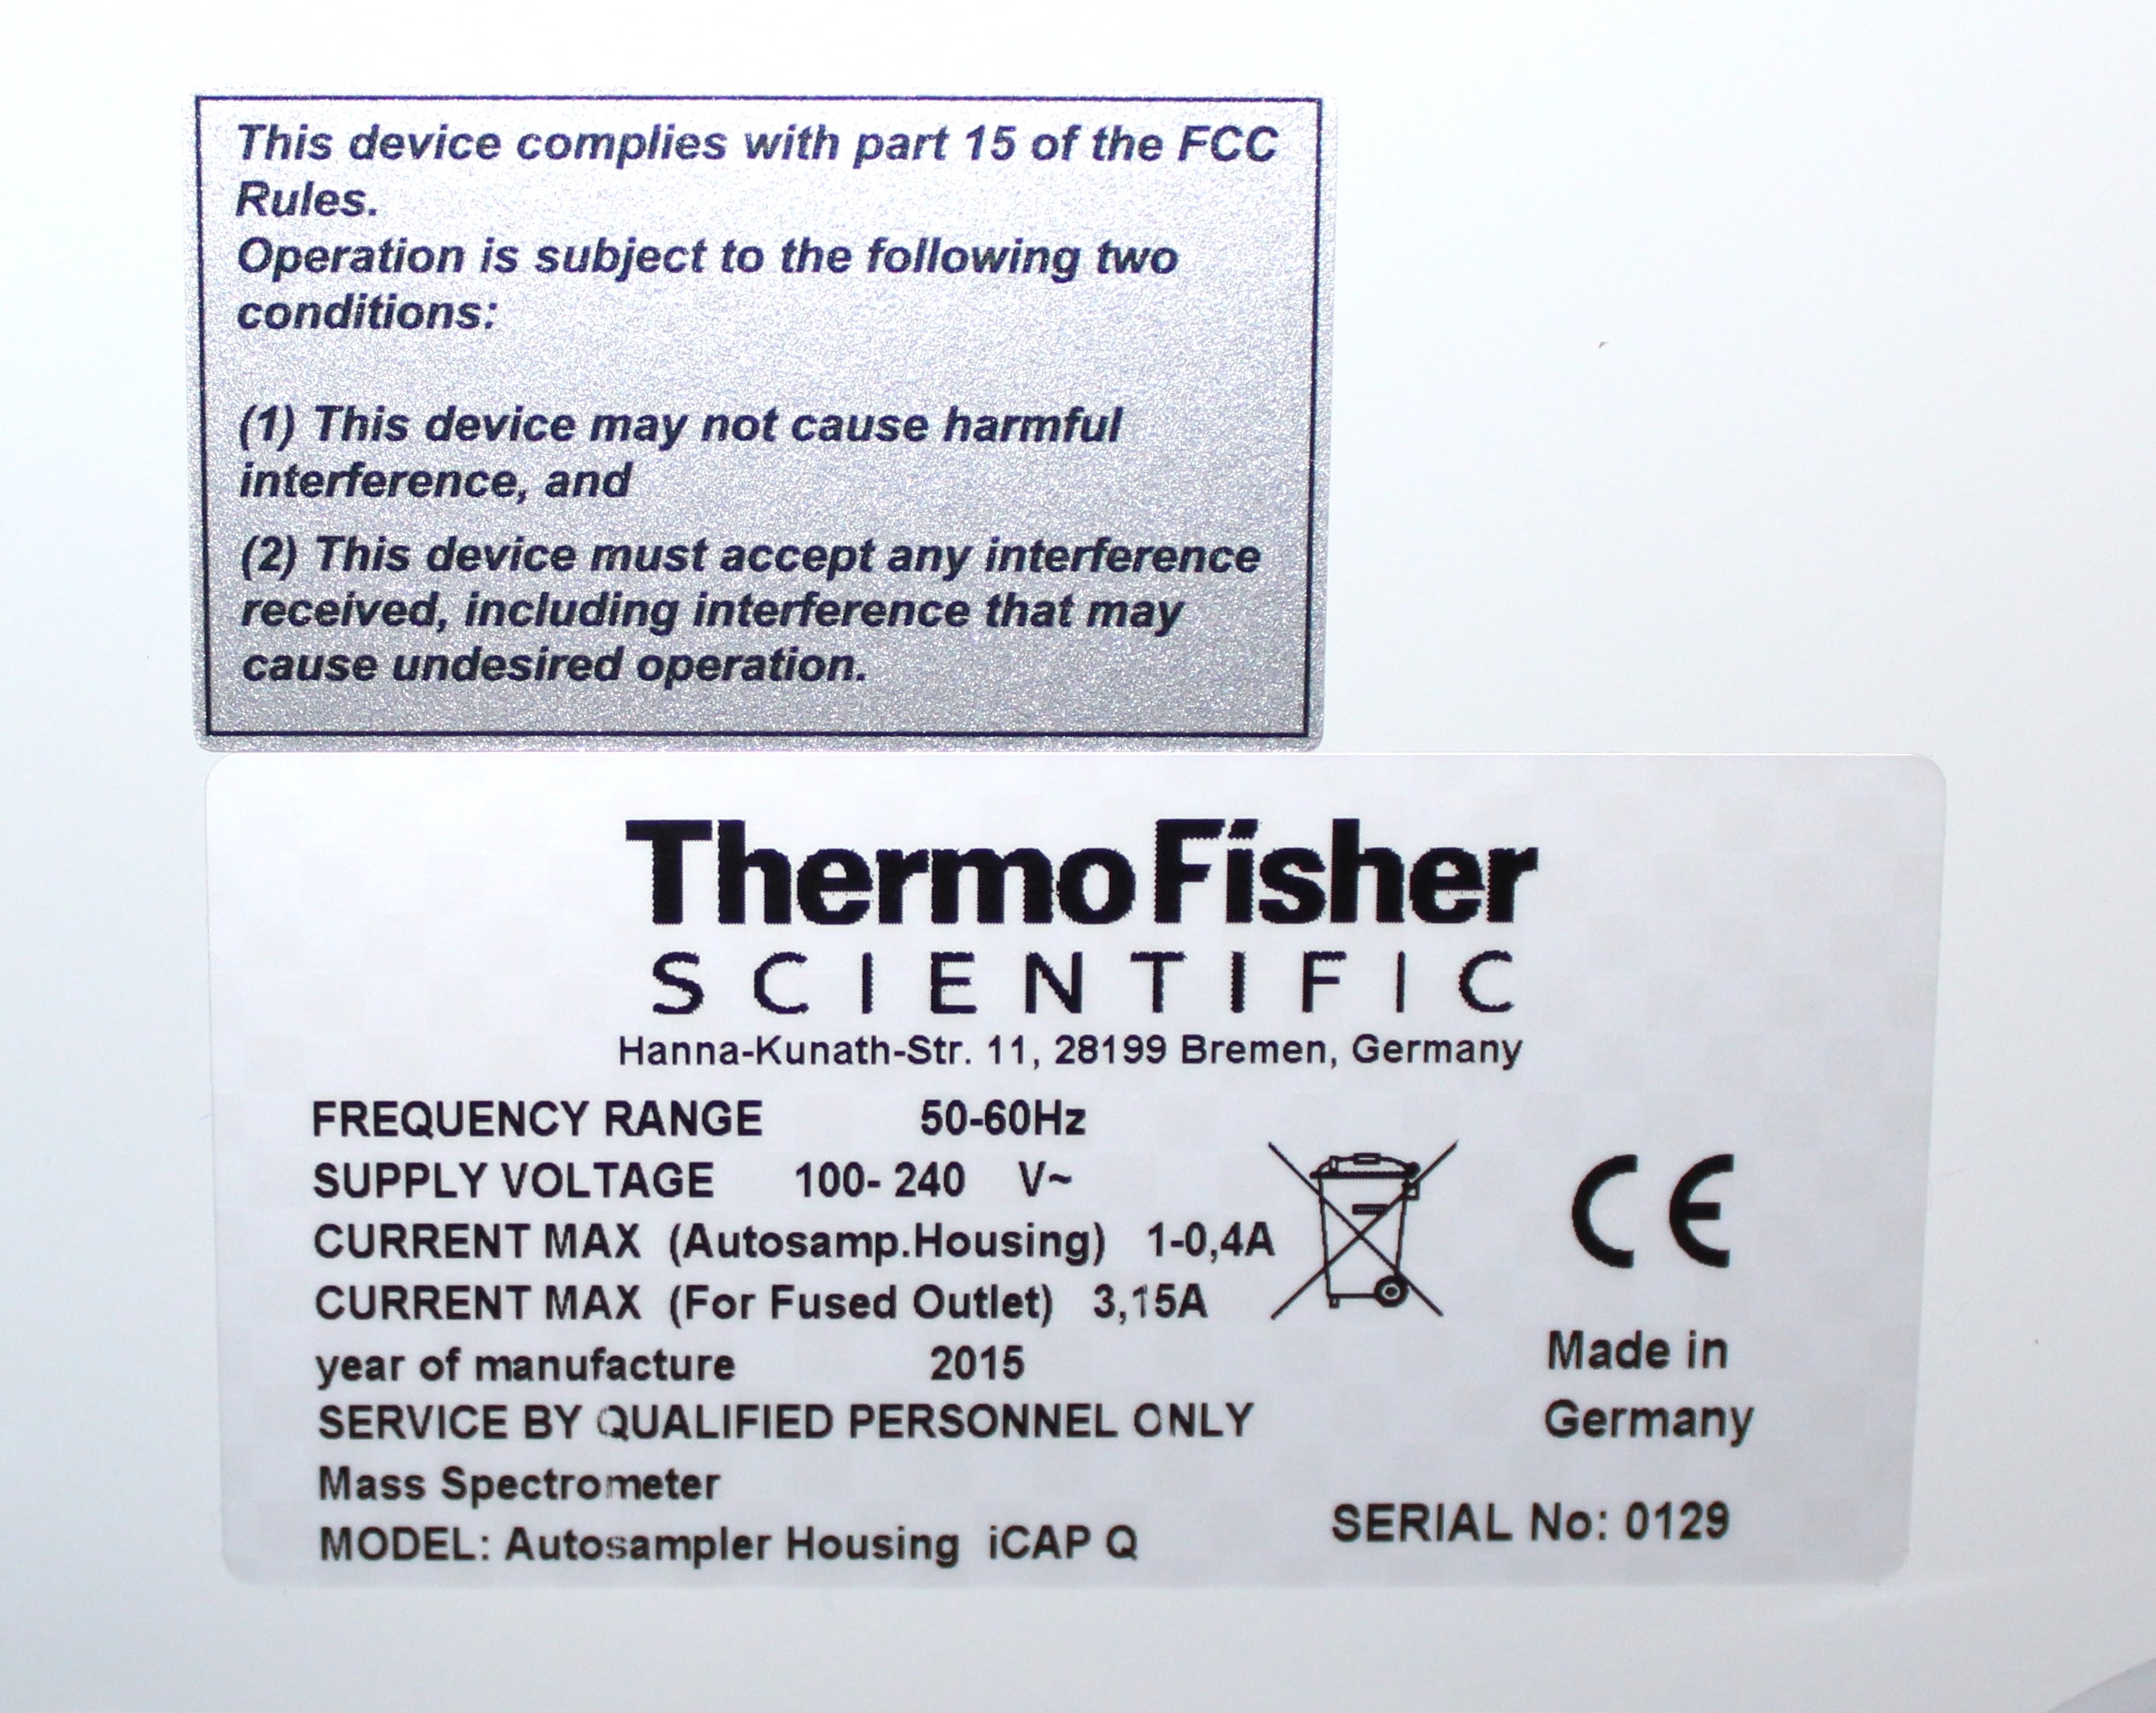 This device complies with part 15 of the FCC
Rules.
Operation is subject to the following two
conditions:
(1) This device may not cause harmful
interference, and
(2) This device must accept any interference
received, including interference that may
cause undesired operation.
ThermoFisher
SCIENTIFIC
Hanna-Kunath-Str. 11, 28199 Bremen, Germany
FREQUENCY RANGE 50-60Hz
SUPPLY VOLTAGE 100- 240 V~
CURRENT MAX (Autosamp.Housing) 1-0,4A
CURRENT MAX (For Fused Outlet) 3,15A
year of manufacture 2015
SERVICE BY QUALIFIED PERSONNEL ONLY
Mass Spectrometer
MODEL: Autosampler Housing iCAP Q
CE
Made in
Germany
SERIAL No: 0129